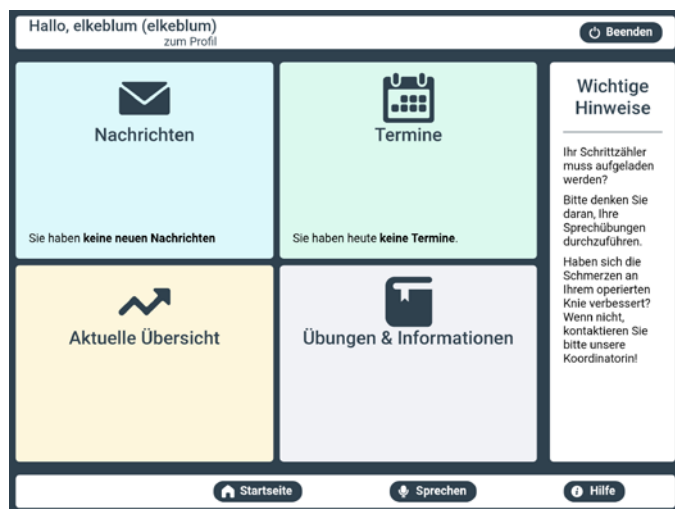 Hallo, elkeblum (elkeblum)
zum Profil
Beenden
Nachrichten
Sie haben keine neuen Nachrichten
Termine
Sie haben heute keine Termine.
Aktuelle Übersicht
Übungen & Informationen
Wichtige
Hinweise
Ihr Schrittzähler
muss aufgeladen
werden?
Bitte denken Sie
daran, Ihre
Sprechübungen
durchzuführen.
Haben sich die
Schmerzen an
Ihrem operierten
Knie verbessert?
Wenn nicht,
kontaktieren Sie
bitte unsere
Koordinatorin!
Startseite
Sprechen
Hilfe